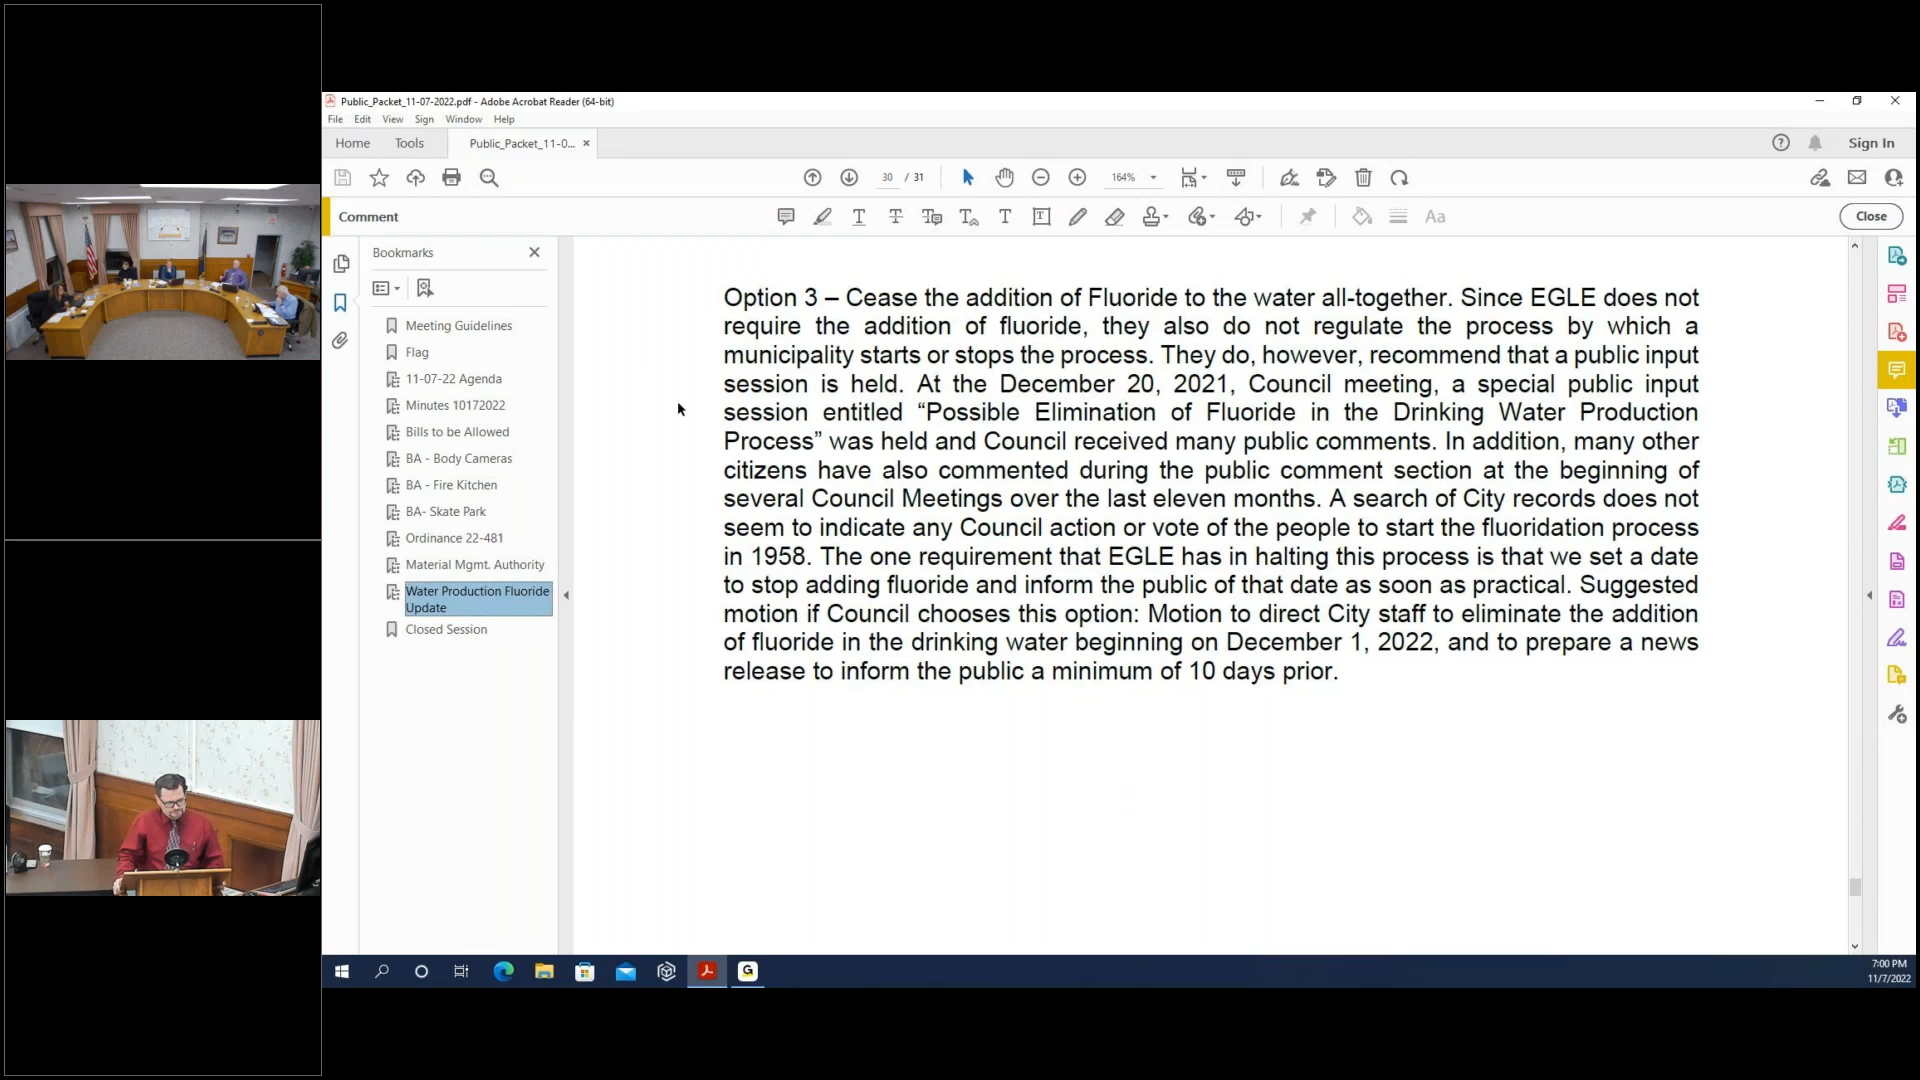 Public_Packet_11-07-2022.pdf - Adobe Acrobat Reader (64-bit)
File Edit View Sign Window Help
Home Tools Public_Packet_11-0... Sign In
30 / 31 164%
Comment Aa Close
Bookmarks
Meeting Guidelines
Flag
11-07-22 Agenda
Minutes 10172022
Bills to be Allowed
BA - Body Cameras
BA - Fire Kitchen
BA- Skate Park
Ordinance 22-481
Material Mgmt. Authority
Water Production Fluoride
Update
Closed Session
Option 3 – Cease the addition of Fluoride to the water all-together. Since EGLE does not
require the addition of fluoride, they also do not regulate the process by which a
municipality starts or stops the process. They do, however, recommend that a public input
session is held. At the December 20, 2021, Council meeting, a special public input
session entitled “Possible Elimination of Fluoride in the Drinking Water Production
Process” was held and Council received many public comments. In addition, many other
citizens have also commented during the public comment section at the beginning of
several Council Meetings over the last eleven months. A search of City records does not
seem to indicate any Council action or vote of the people to start the fluoridation process
in 1958. The one requirement that EGLE has in halting this process is that we set a date
to stop adding fluoride and inform the public of that date as soon as practical. Suggested
motion if Council chooses this option: Motion to direct City staff to eliminate the addition
of fluoride in the drinking water beginning on December 1, 2022, and to prepare a news
release to inform the public a minimum of 10 days prior.
7:00 PM
11/7/2022